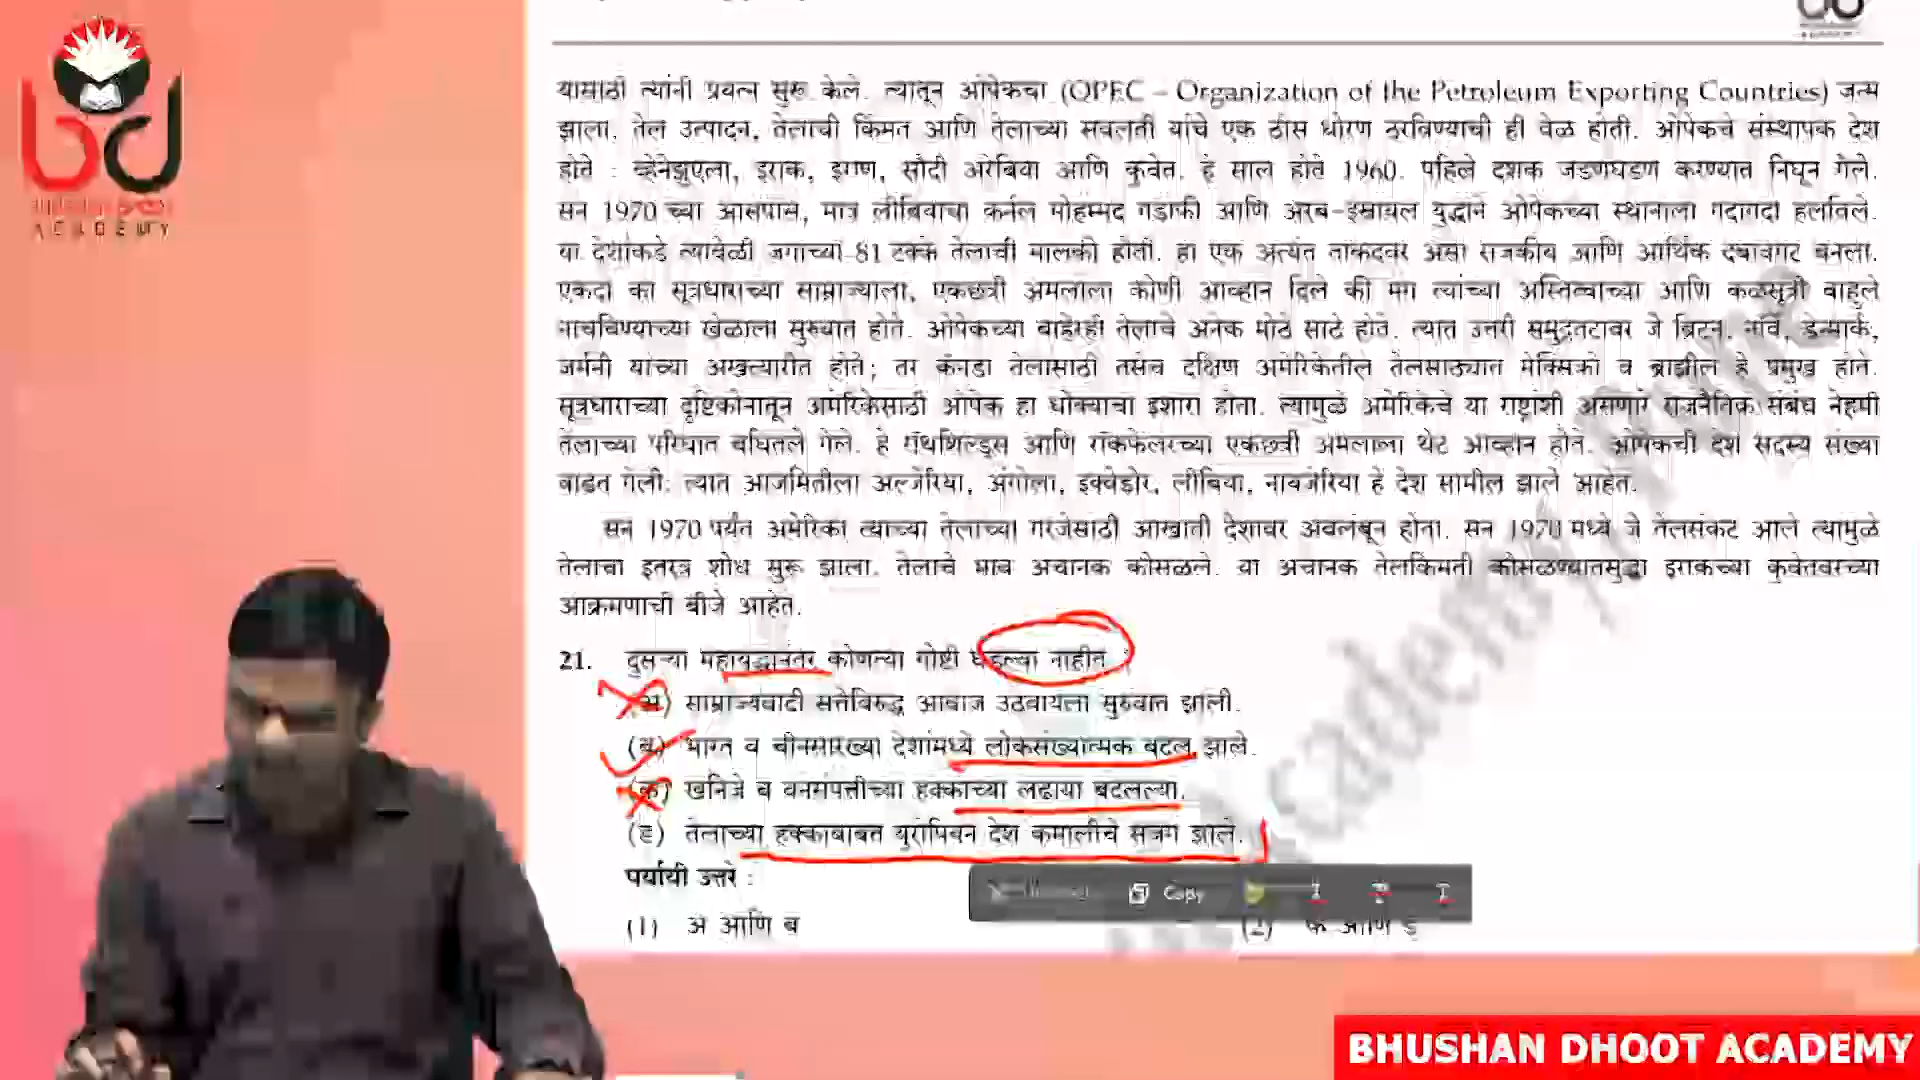 यासाठी त्यांनी प्रयत्न सुरू केले. त्यातून ओपेकचा (OPEC – Organization of the Petroleum Exporting Countries) जन्म
झाला. तेल उत्पादन, तेलाची किंमत आणि तेलाच्या सवलती यांचे एक ठोस धोरण ठरविण्याची ही वेळ होती. ओपेकचे संस्थापक देश
होते : व्हेनेझुएला, इराक, इराण, सौदी अरेबिया आणि कुवेत. हे साल होते 1960. पहिले दशक जडणघडण करण्यात निघून गेले.
सन 1970 च्या आसपास, मात्र लीबियाचा कर्नल मोहम्मद गडाफी आणि अरब-इस्रायल युद्धाने ओपेकच्या स्थानाला गदागदा हलविले.
या देशांकडे त्यावेळी जगाच्या 81 टक्के तेलाची मालकी होती. हा एक अत्यंत ताकदवर असा राजकीय आणि आर्थिक दबावगट बनला.
एकदा का सूत्रधाराच्या साम्राज्याला, एकछत्री अमलाला कोणी आव्हान दिले की मग त्यांच्या अस्तित्वाच्या आणि कळसूत्री बाहुले
नाचविण्याच्या खेळाला सुरुवात होते. ओपेकच्या बाहेरही तेलाचे अनेक मोठे साठे होते. त्यात उत्तरी समुद्रतटावर जे ब्रिटन, नॉर्वे, डेन्मार्क,
जर्मनी यांच्या अखत्यारीत होते; तर कॅनडा तेलासाठी तसेच दक्षिण अमेरिकेतील तेलसाठ्यात मेक्सिको व ब्राझील हे प्रमुख होते.
सूत्रधाराच्या दृष्टिकोनातून अमेरिकेसाठी ओपेक हा धोक्याचा इशारा होता. त्यामुळे अमेरिकेचे या राष्ट्रांशी असणारे राजनैतिक संबंध नेहमी
तेलाच्या परिघात बघितले गेले. हे रॉथशिल्ड्स आणि रॉकफेलरच्या एकछत्री अमलाला थेट आव्हान होते. ओपेकची देश सदस्य संख्या
वाढत गेली; त्यात आजमितीला अल्जेरिया, अंगोला, इक्वेडोर, लीबिया, नायजेरिया हे देश सामील झाले आहेत.
सन 1970 पर्यंत अमेरिका त्याच्या तेलाच्या गरजेसाठी आखाती देशावर अवलंबून होता. सन 1970 मध्ये जे तेलसंकट आले त्यामुळे
तेलाचा इतरत्र शोध सुरू झाला. तेलाचे भाव अचानक कोसळले. या अचानक तेलकिंमती कोसळण्यातसुद्धा इराकच्या कुवेतवरच्या
आक्रमणाची बीजे आहेत.
21. दुसऱ्या महायुद्धानंतर कोणत्या गोष्टी घडल्या नाहीत ?
(अ) साम्राज्यवादी सत्तेविरुद्ध आवाज उठवायला सुरुवात झाली.
(ब) भारत व चीनसारख्या देशांमध्ये लोकसंख्यात्मक बदल झाले.
(क) खनिजे व वनसंपत्तीच्या हक्काच्या लढाया बदलल्या.
(ड) तेलाच्या हक्काबाबत युरोपियन देश कमालीचे सजग झाले.
पर्यायी उत्तरे :
Copy
(1) अ आणि ब
(2) क आणि ड
ACADEMY
BHUSHAN DHOOT ACADEMY